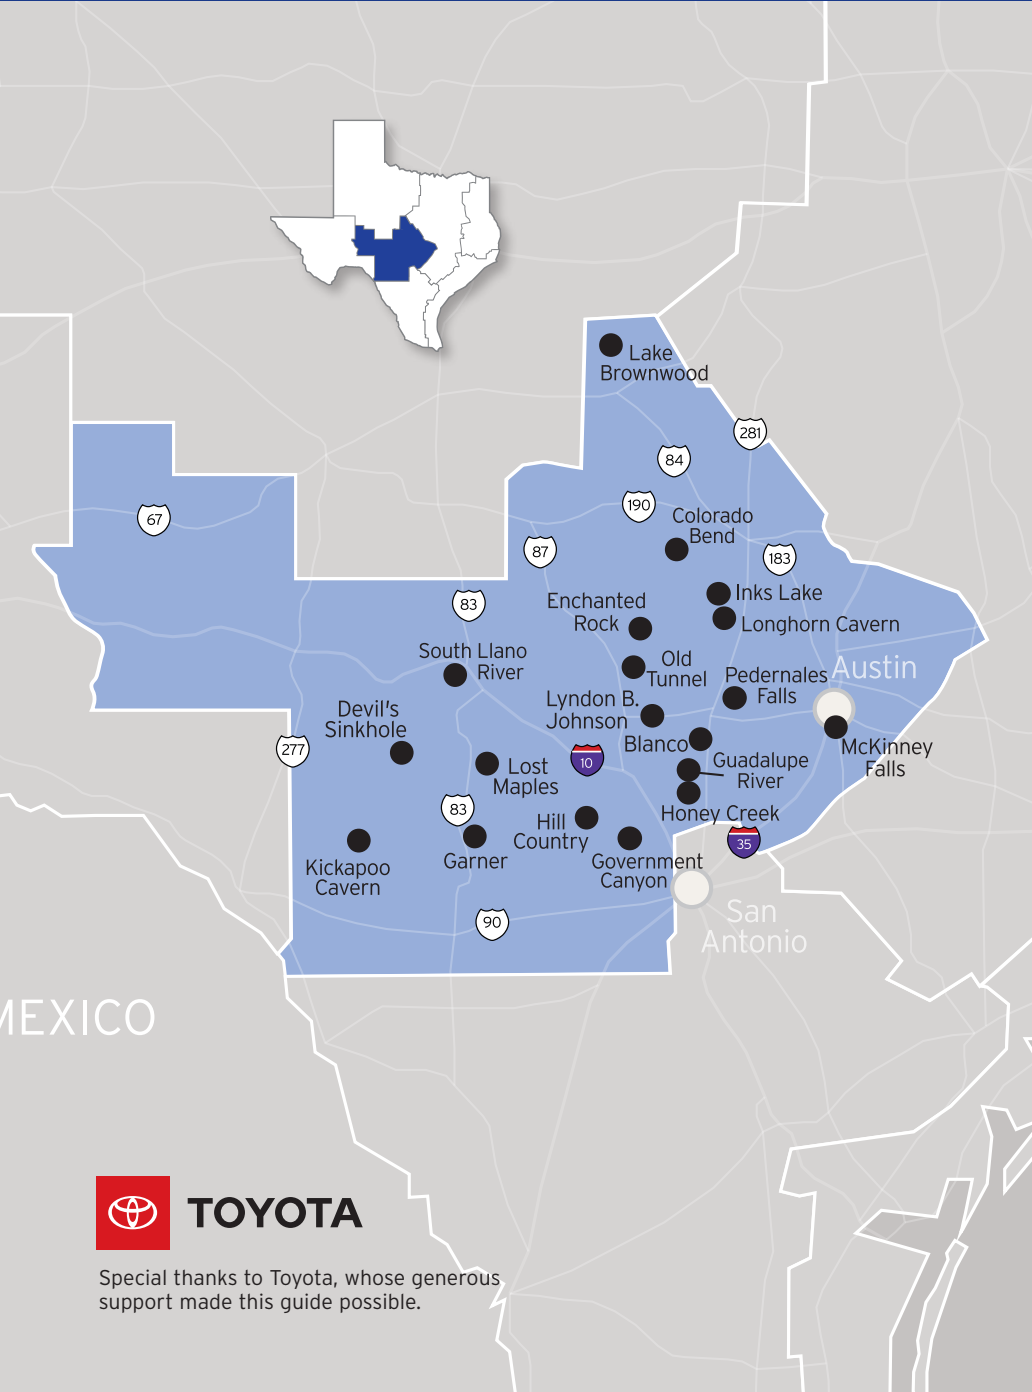 Lake
Brownwood
281
84
67
190
Colorado
Bend
87
183
Inks Lake
83
Enchanted
Rock
Longhorn Cavern
South Llano
River
Old
Tunnel
Austin
Pedernales
Falls
Lyndon B.
Johnson
Devil's
Sinkhole
277
Blanco
McKinney
Falls
10
Guadalupe
River
Lost
Maples
83
Honey Creek
Hill
Country
35
Garner
Government
Canyon
Kickapoo
Cavern
90
San
Antonio
MEXICO
TOYOTA
Special thanks to Toyota, whose generous
support made this guide possible.